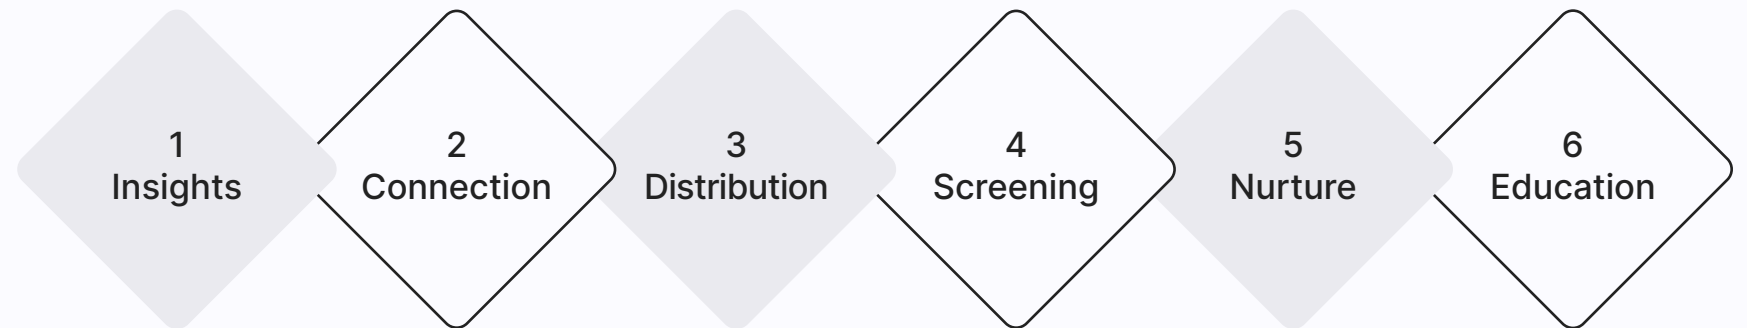 1
Insights
2
Connection
3
Distribution
4
Screening
5
Nurture
6
Education